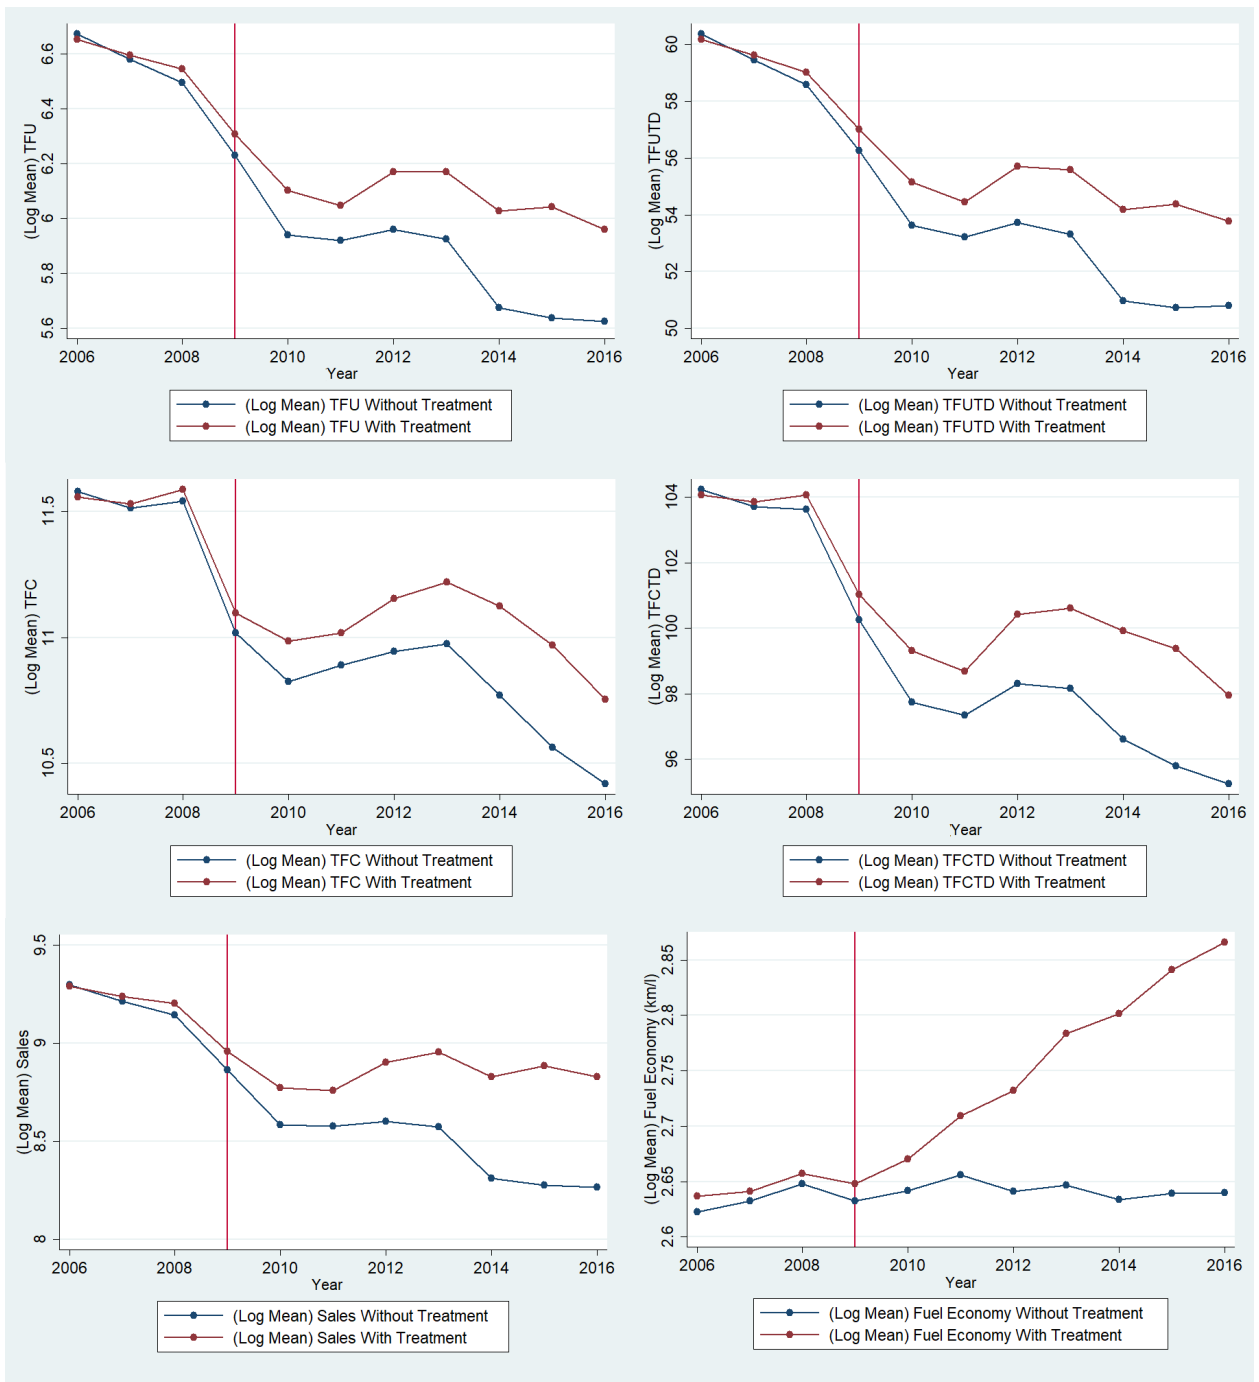 (Log Mean) TFU
6.6
6.4
6.2
6
5.8
5.6
2006 2008 2010 2012 2014 2016
Year
(Log Mean) TFU Without Treatment
(Log Mean) TFU With Treatment
(Log Mean) TFUTD
60
58
56
54
52
50
2006 2008 2010 2012 2014 2016
Year
(Log Mean) TFUTD Without Treatment
(Log Mean) TFUTD With Treatment
(Log Mean) TFC
11.5
11
10.5
2006 2008 2010 2012 2014 2016
Year
(Log Mean) TFC Without Treatment
(Log Mean) TFC With Treatment
(Log Mean) TFCTD
104
102
100
98
96
2006 2008 2010 2012 2014 2016
Year
(Log Mean) TFCTD Without Treatment
(Log Mean) TFCTD With Treatment
(Log Mean) Sales
9.5
9
8.5
8
2006 2008 2010 2012 2014 2016
Year
(Log Mean) Sales Without Treatment
(Log Mean) Sales With Treatment
(Log Mean) Fuel Economy (km/l)
2.85
2.8
2.75
2.7
2.65
2.6
2006 2008 2010 2012 2014 2016
Year
(Log Mean) Fuel Economy Without Treatment
(Log Mean) Fuel Economy With Treatment